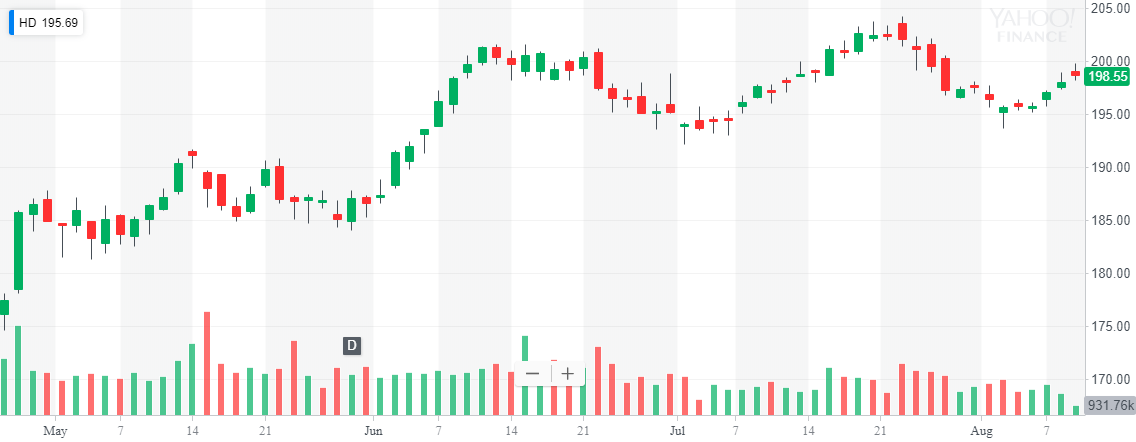 HD 195.69
YAHOO!
FINANCE
205.00
200.00
198.55
195.00
190.00
185.00
180.00
175.00
170.00
931.76k
D
− +
May 7 14 21 Jun 7 14 21 Jul 7 14 21 Aug 7